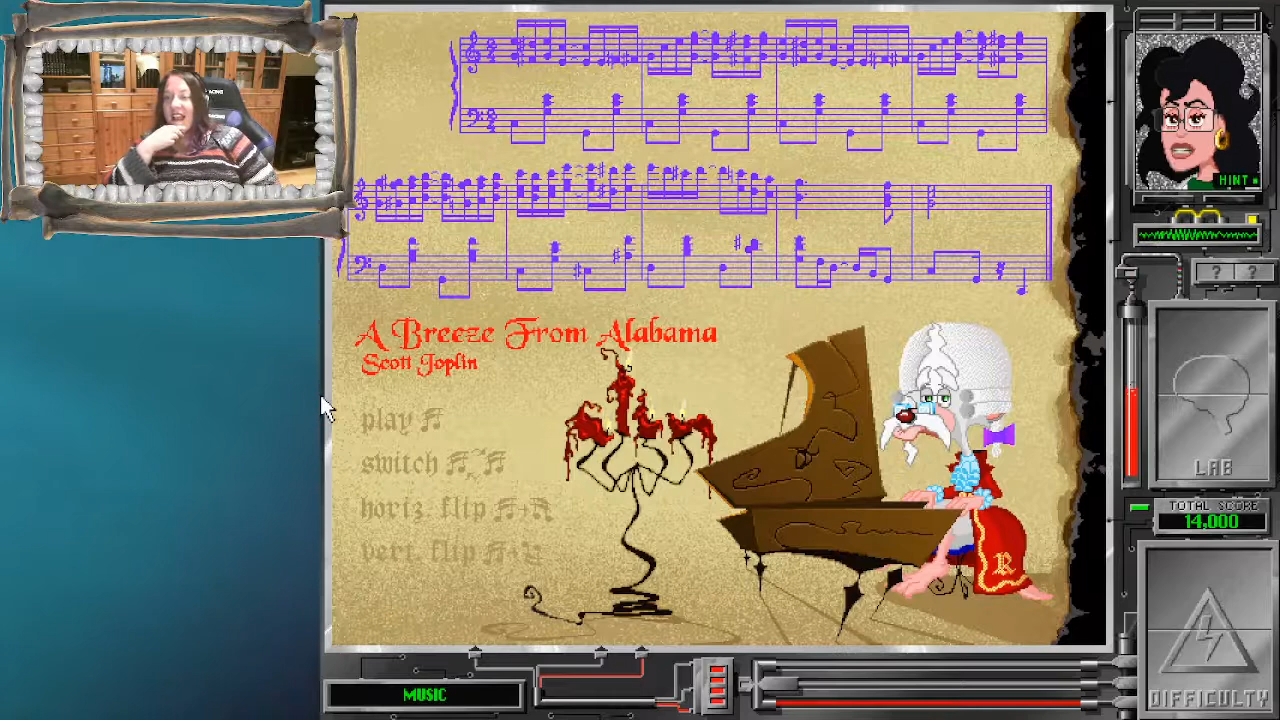 HINT
A Breeze From Alabama
Scott Joplin
play
switch
horiz. flip
vert. flip
R
? ?
LAB
TOTAL SCORE
14,000
MUSIC
DIFFICULTY